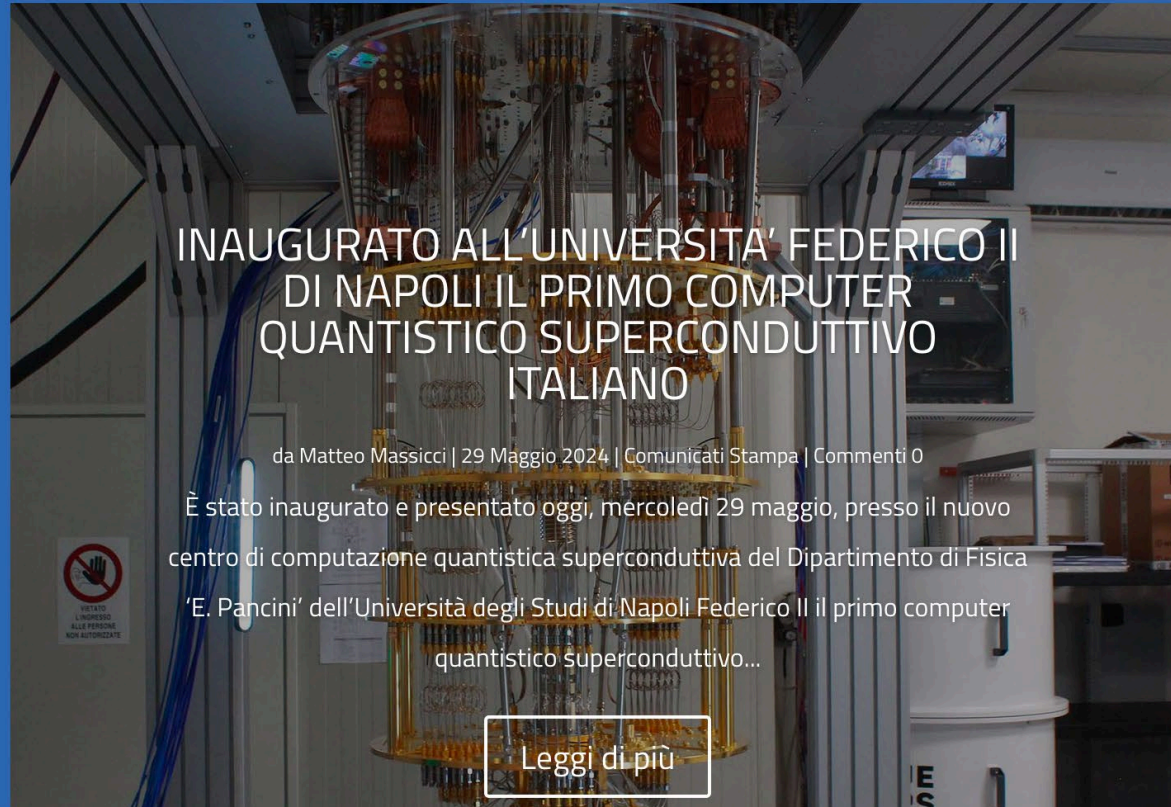 INAUGURATO ALL’UNIVERSITA’ FEDERICO II
DI NAPOLI IL PRIMO COMPUTER
QUANTISTICO SUPERCONDUTTIVO
ITALIANO
da Matteo Massicci | 29 Maggio 2024 | Comunicati Stampa | Commenti 0
È stato inaugurato e presentato oggi, mercoledì 29 maggio, presso il nuovo
centro di computazione quantistica superconduttiva del Dipartimento di Fisica
‘E. Pancini’ dell’Università degli Studi di Napoli Federico II il primo computer
quantistico superconduttivo...
VIETATO
L'INGRESSO
ALLE PERSONE
NON AUTORIZZATE
Leggi di più